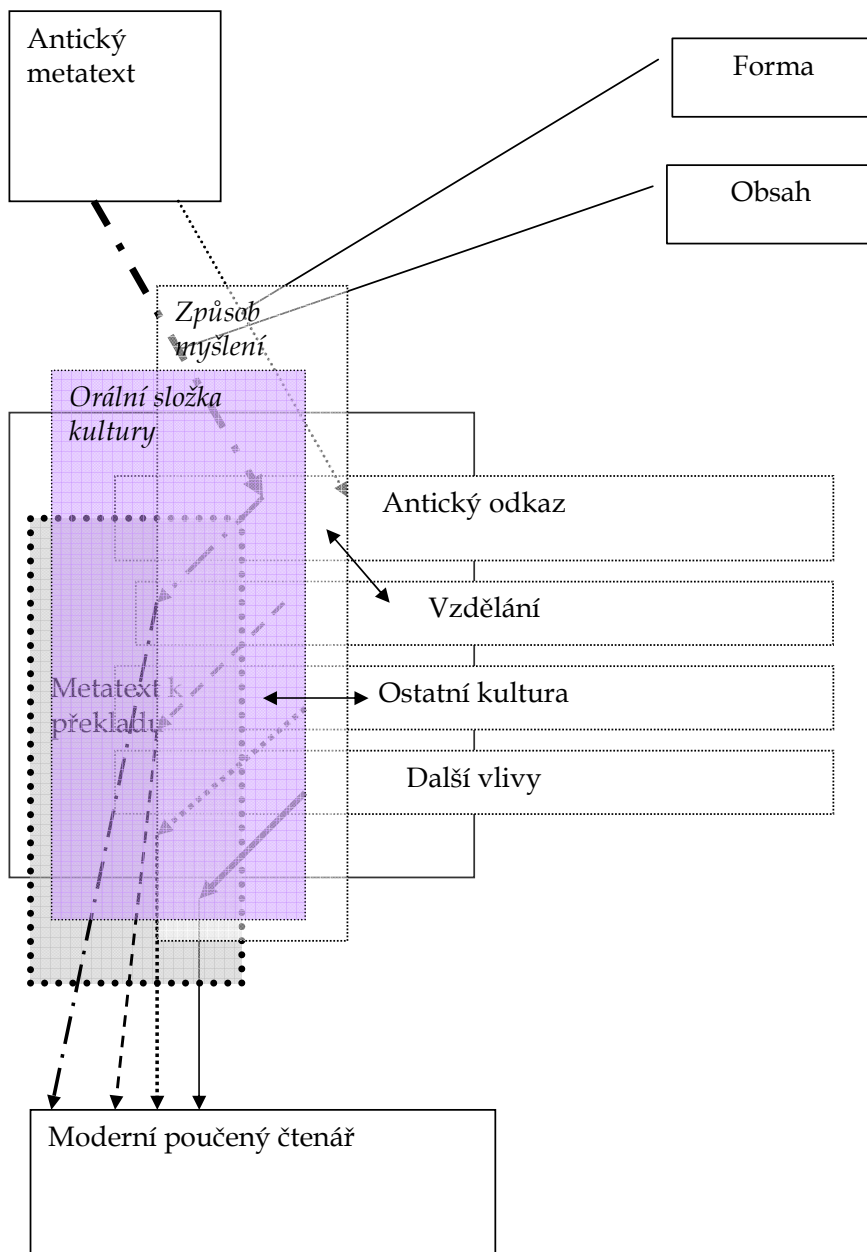 Antický
metatext
Forma
Obsah
Způsob
myšlení
Orální složka
kultury
Antický odkaz
Vzdělání
Metatext k
překladu
Ostatní kultura
Další vlivy
Moderní poučený čtenář